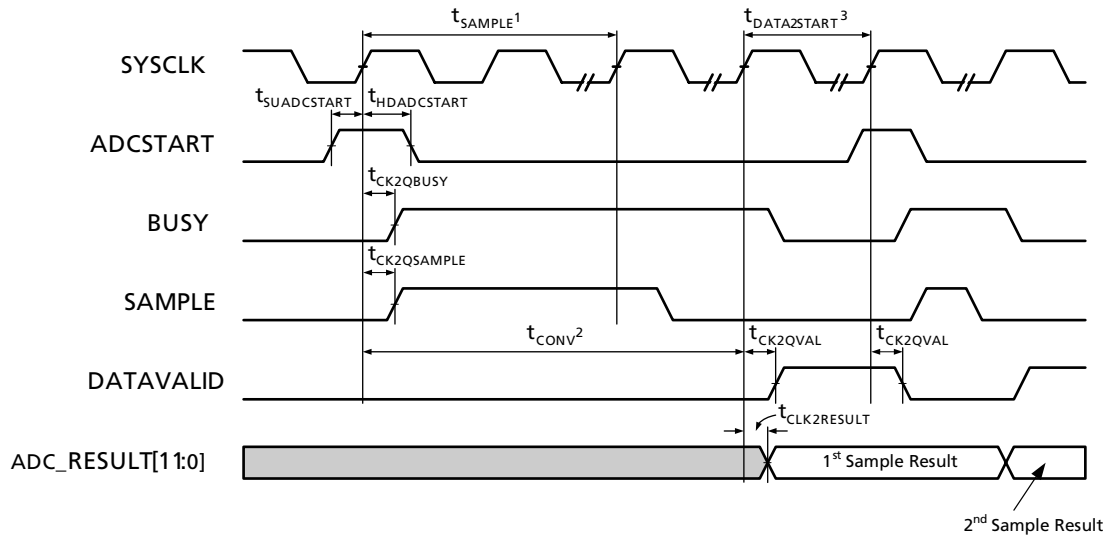 tSAMPLE1
tDATA2START3
SYSCLK
tSUADCSTART
tHDADCSTART
ADCSTART
tCK2QBUSY
BUSY
tCK2QSAMPLE
SAMPLE
tCONV2
tCK2QVAL
tCK2QVAL
DATAVALID
tCLK2RESULT
ADC_RESULT[11:0]
1st Sample Result
2nd Sample Result